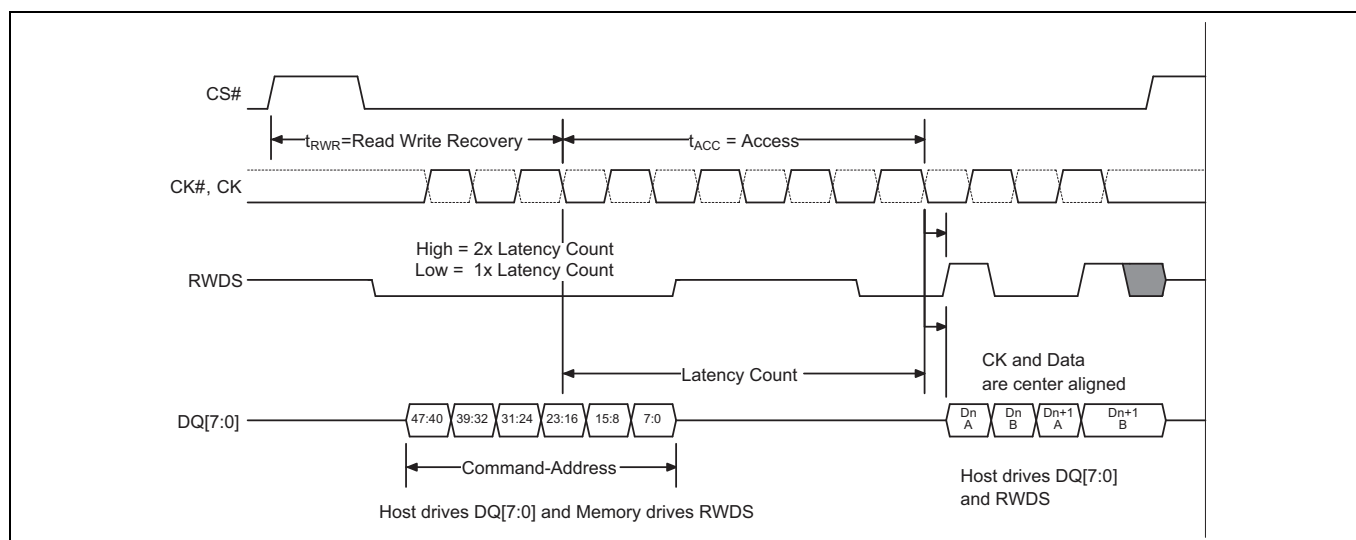 CS#
tRWR=Read Write Recovery
tACC = Access
CK#, CK
High = 2x Latency Count
Low = 1x Latency Count
RWDS
Latency Count
CK and Data
are center aligned
DQ[7:0]
47:40 39:32 31:24 23:16 15:8 7:0
Dn Dn Dn+1 Dn+1
A B A B
Command-Address
Host drives DQ[7:0]
and RWDS
Host drives DQ[7:0] and Memory drives RWDS